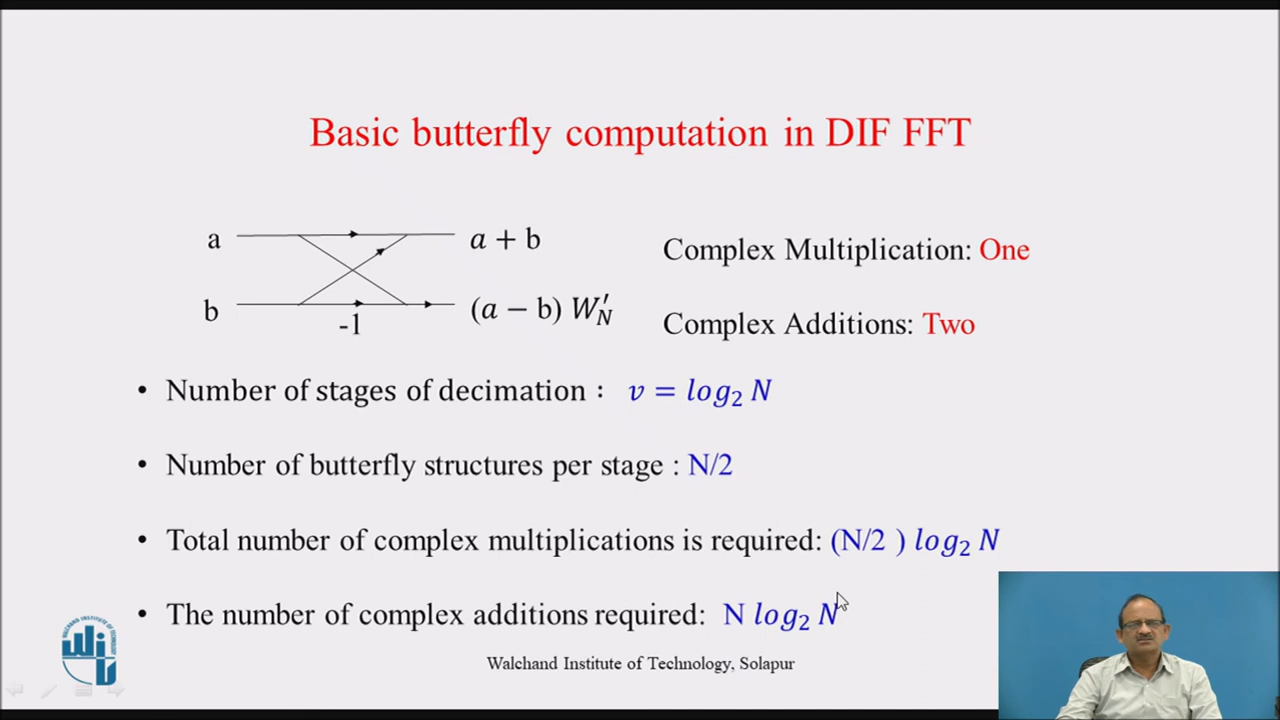 Basic butterfly computation in DIF FFT
a
a + b
Complex Multiplication: One
b
-1
(a − b) W′N
Complex Additions: Two
• Number of stages of decimation : v = log₂ N
• Number of butterfly structures per stage : N/2
• Total number of complex multiplications is required: (N/2 ) log₂ N
• The number of complex additions required: N log₂ N
Walchand Institute of Technology, Solapur